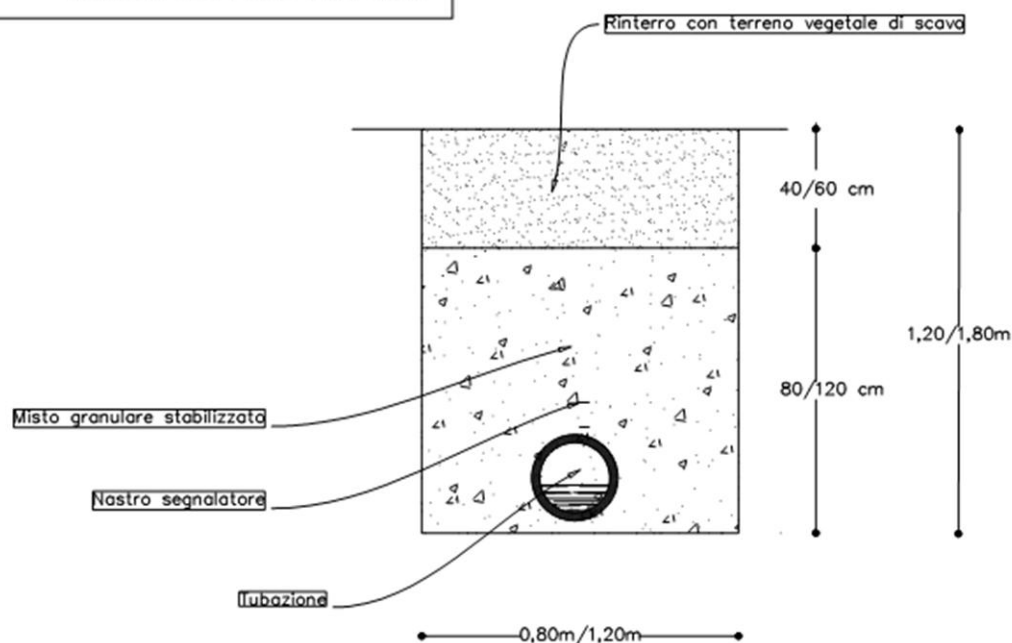 Rinterro con terreno vegetale di scavo
40/60 cm
1,20/1,80m
80/120 cm
Misto granulare stabilizzato
Nastro segnalatore
Tubazione
0,80m/1,20m